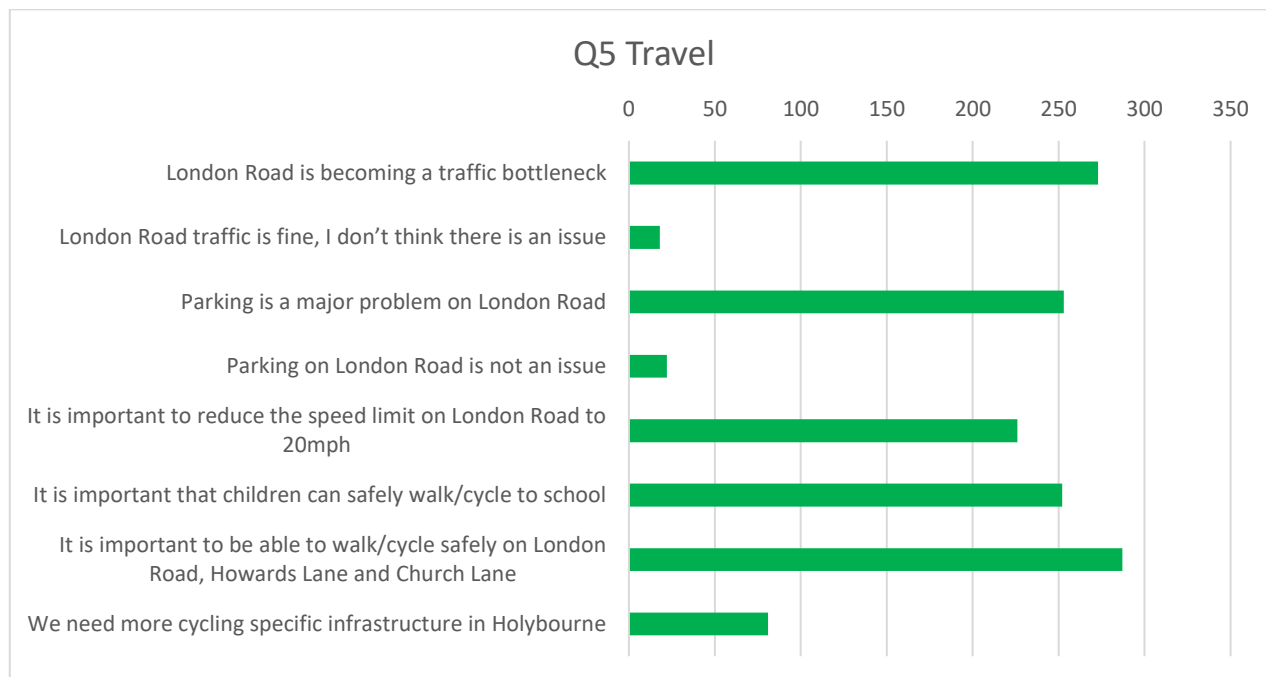 Q5 Travel
0 50 100 150 200 250 300 350
London Road is becoming a traffic bottleneck
London Road traffic is fine, I don’t think there is an issue
Parking is a major problem on London Road
Parking on London Road is not an issue
It is important to reduce the speed limit on London Road to
20mph
It is important that children can safely walk/cycle to school
It is important to be able to walk/cycle safely on London
Road, Howards Lane and Church Lane
We need more cycling specific infrastructure in Holybourne